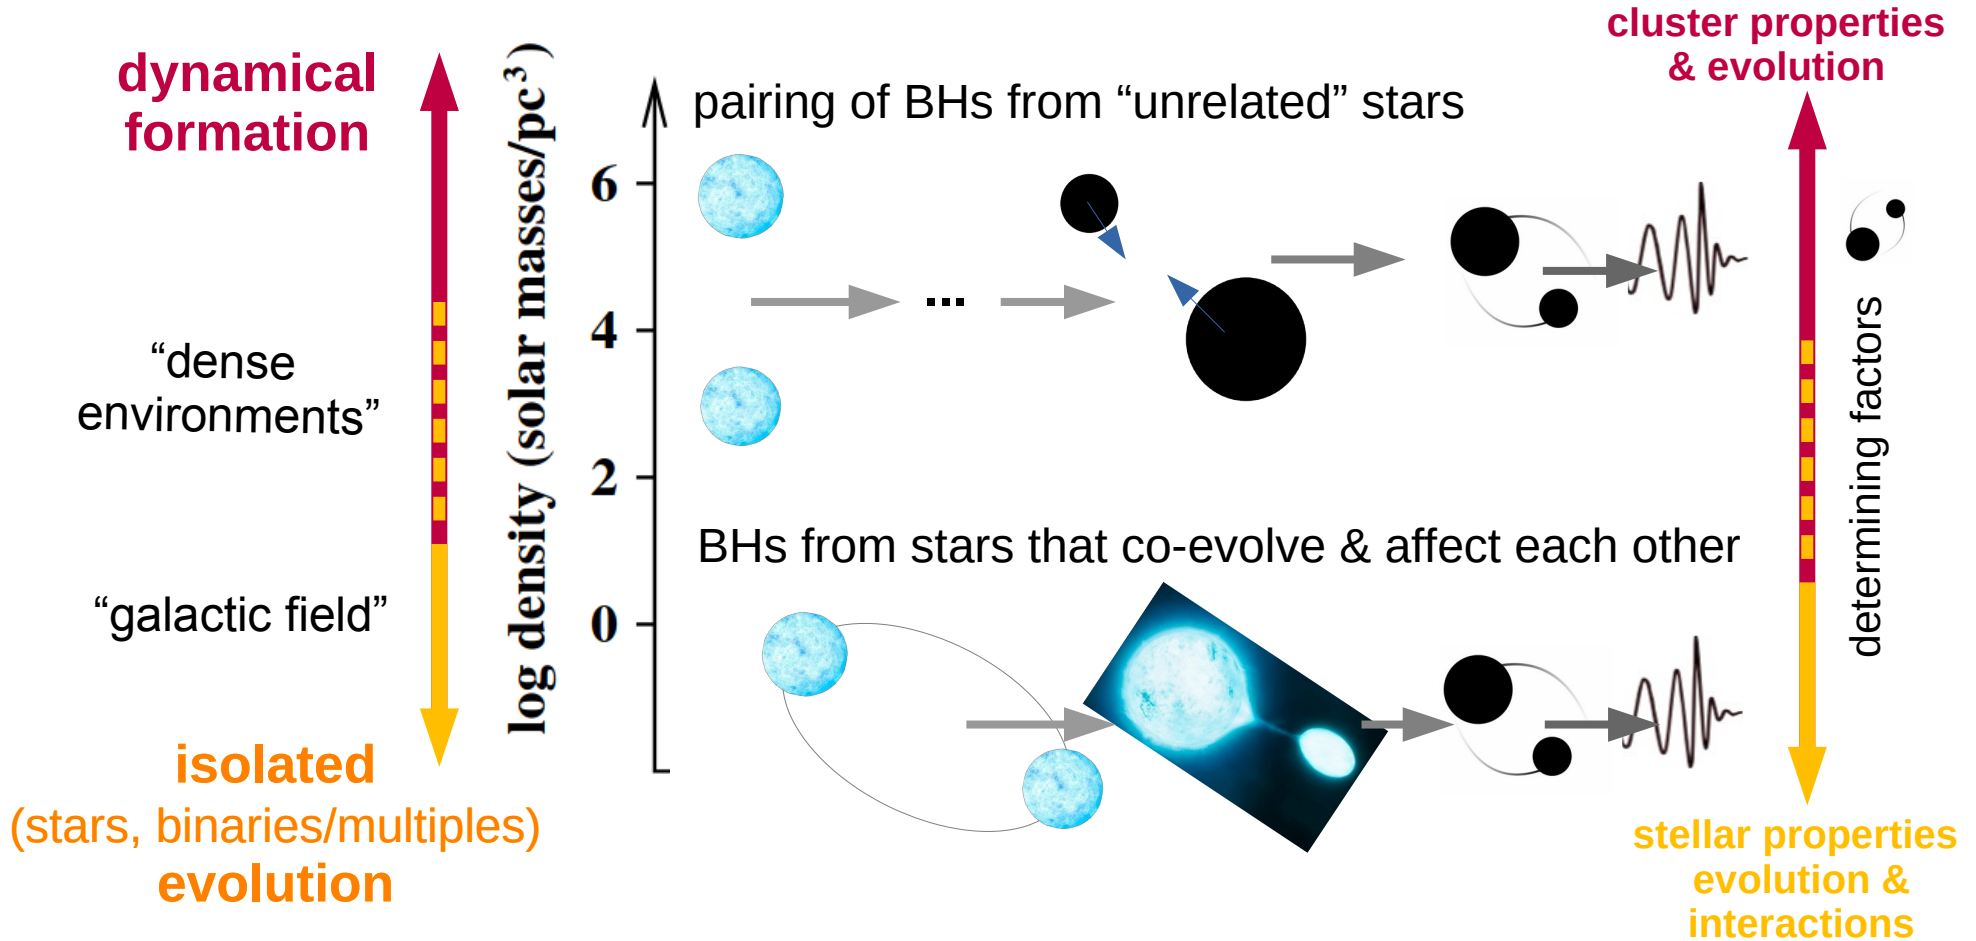 dynamical
formation
“dense
environments”
“galactic field”
isolated
(stars, binaries/multiples)
evolution
log density (solar masses/pc³)
6
4
2
0
pairing of BHs from “unrelated” stars
...
BHs from stars that co-evolve & affect each other
cluster properties
& evolution
determining factors
stellar properties
evolution &
interactions